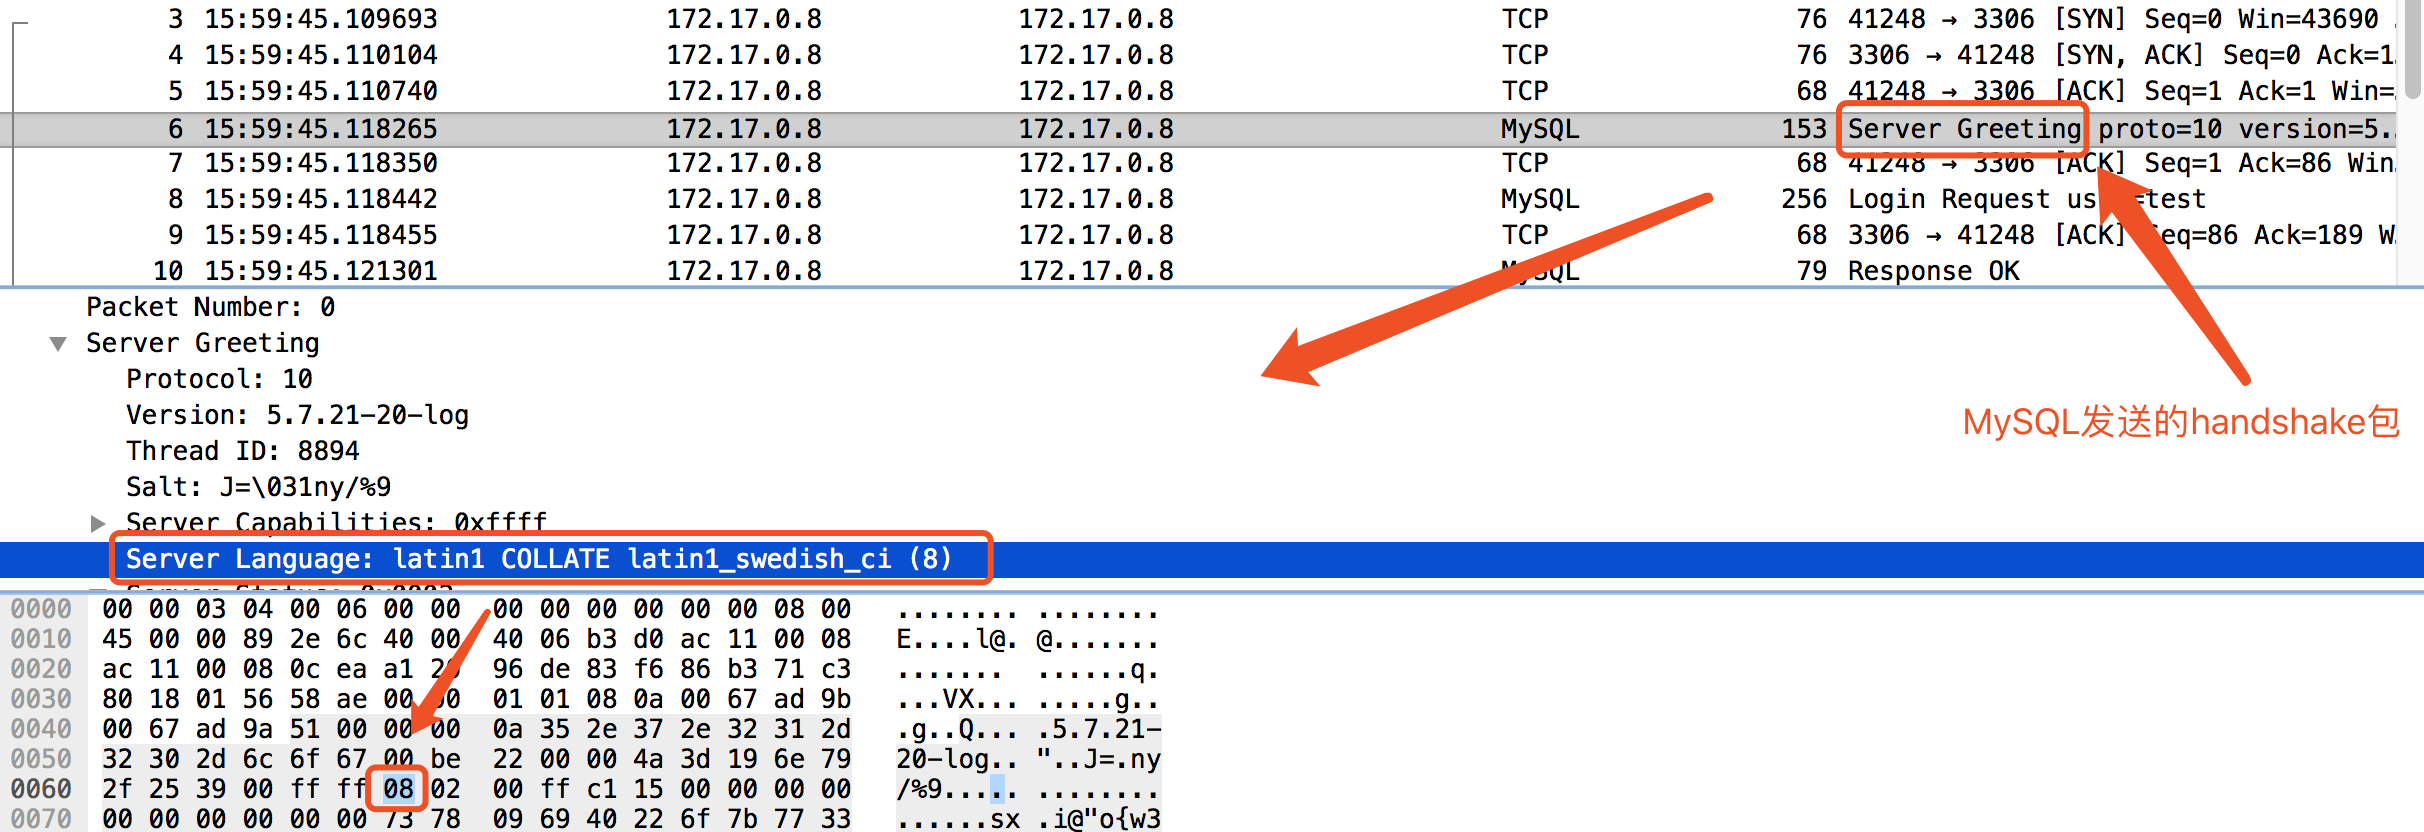 3 15:59:45.109693 172.17.0.8 172.17.0.8 TCP 76 41248 → 3306 [SYN] Seq=0 Win=43690
4 15:59:45.110104 172.17.0.8 172.17.0.8 TCP 76 3306 → 41248 [SYN, ACK] Seq=0 Ack=1…
5 15:59:45.110740 172.17.0.8 172.17.0.8 TCP 68 41248 → 3306 [ACK] Seq=1 Ack=1 Win=…
6 15:59:45.118265 172.17.0.8 172.17.0.8 MySQL 153 Server Greeting proto=10 version=5.…
7 15:59:45.118350 172.17.0.8 172.17.0.8 TCP 68 41248 → 3306 [ACK] Seq=1 Ack=86 Win…
8 15:59:45.118442 172.17.0.8 172.17.0.8 MySQL 256 Login Request user=test
9 15:59:45.118455 172.17.0.8 172.17.0.8 TCP 68 3306 → 41248 [ACK] Seq=86 Ack=189 W…
10 15:59:45.121301 172.17.0.8 172.17.0.8 MySQL 79 Response OK
Packet Number: 0
Server Greeting
Protocol: 10
Version: 5.7.21-20-log
MySQL发送的handshake包
Thread ID: 8894
Salt: J=\031ny/%9
Server Capabilities: 0xffff
Server Language: latin1 COLLATE latin1_swedish_ci (8)
Server Status: 0x0002
0000 00 00 03 04 00 06 00 00 00 00 00 00 00 00 08 00 ........ ........
0010 45 00 00 89 2e 6c 40 00 40 06 b3 d0 ac 11 00 08 E....l@. @.......
0020 ac 11 00 08 0c ea a1 20 96 de 83 f6 86 b3 71 c3 ....... ......q.
0030 80 18 01 56 58 ae 00 00 01 01 08 0a 00 67 ad 9b ...VX... .....g..
0040 00 67 ad 9a 51 00 00 00 0a 35 2e 37 2e 32 31 2d .g..Q... .5.7.21-
0050 32 30 2d 6c 6f 67 00 be 22 00 00 4a 3d 19 6e 79 20-log.. "..J=.ny
0060 2f 25 39 00 ff ff 08 02 00 ff c1 15 00 00 00 00 /%9..... ........
0070 00 00 00 00 00 00 73 78 09 69 40 22 6f 7b 77 33 ......sx .i@"o{w3